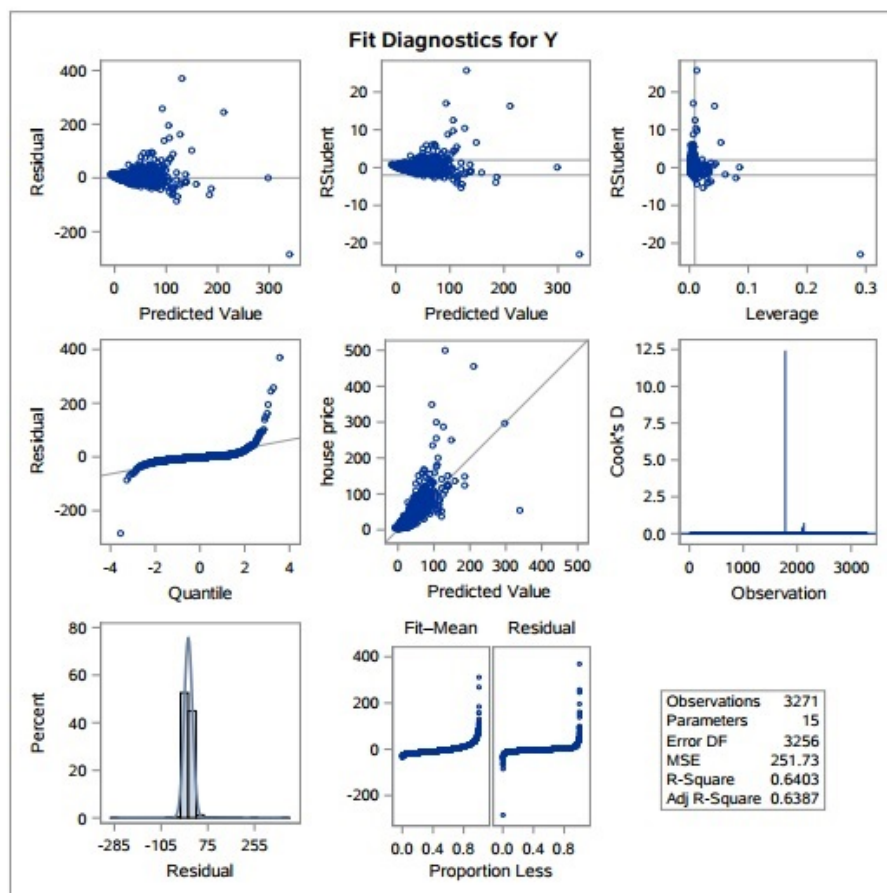 Fit Diagnostics for Y
400
200
0
-200
Residual
0 100 200 300
Predicted Value
20
10
0
-10
-20
RStudent
0 100 200 300
Predicted Value
20
10
0
-10
-20
RStudent
0.0 0.1 0.2 0.3
Leverage
400
200
0
-200
Residual
-4 -2 0 2 4
Quantile
500
400
300
200
100
0
house price
0 100 200 300 400 500
Predicted Value
12.5
10.0
7.5
5.0
2.5
0.0
Cook's D
0 1000 2000 3000
Observation
80
60
40
20
0
Percent
-285 -105 75 255
Residual
Fit–Mean Residual
400
200
0
-200
0.0 0.4 0.8 0.0 0.4 0.8
Proportion Less
Observations 3271
Parameters 15
Error DF 3256
MSE 251.73
R-Square 0.6403
Adj R-Square 0.6387